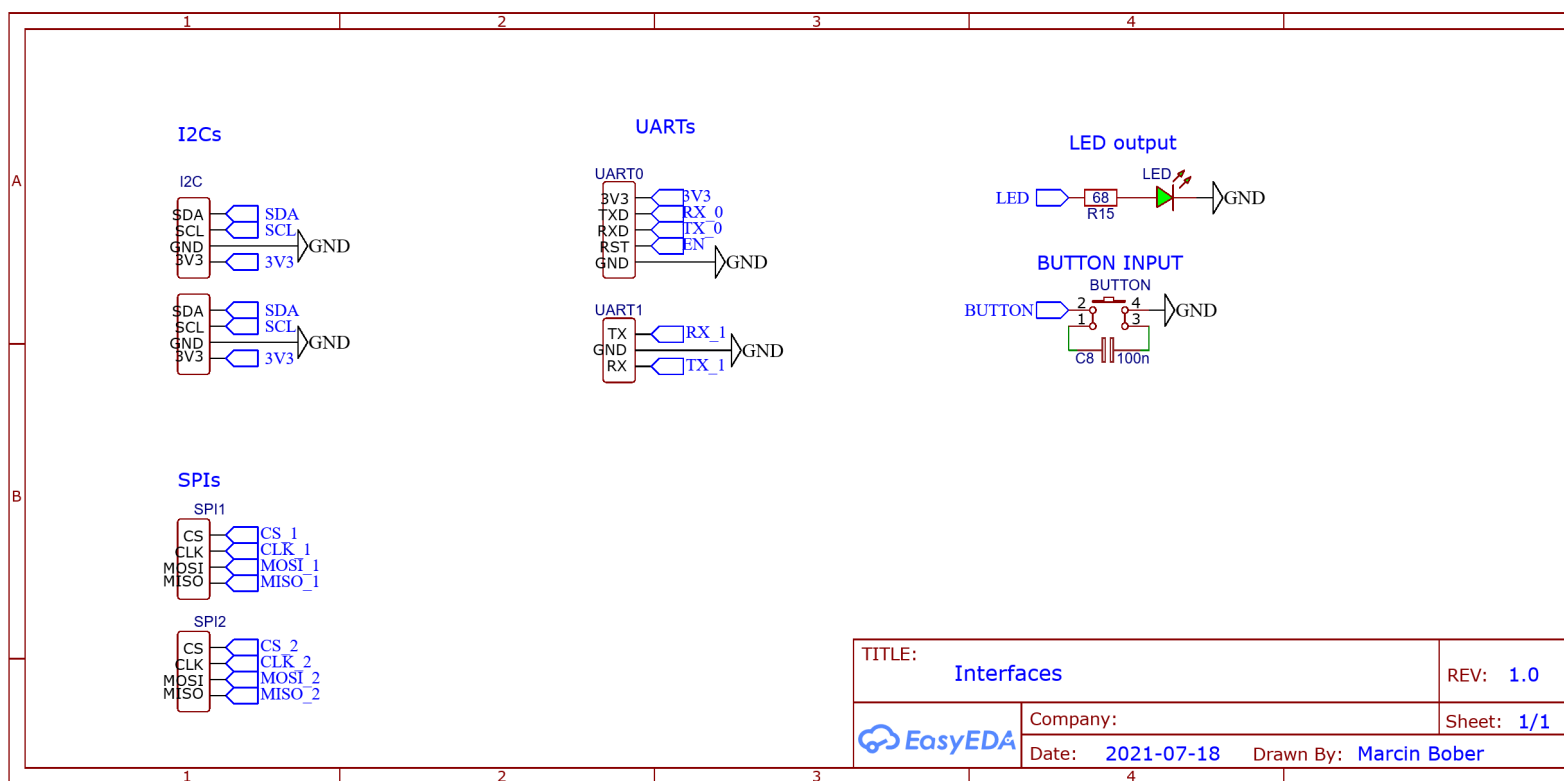 1 2 3 4
A
B
I2Cs
I2C
SDA SDA
SCL SCL
GND GND
3V3 3V3
SDA SDA
SCL SCL
GND GND
3V3 3V3
SPIs
SPI1
CS CS_1
CLK CLK_1
MOSI MOSI_1
MISO MISO_1
SPI2
CS CS_2
CLK CLK_2
MOSI MOSI_2
MISO MISO_2
UARTs
UART0
3V3 3V3
TXD RX_0
RXD TX_0
RST EN
GND GND
UART1
TX RX_1
GND GND
RX TX_1
LED output
LED
LED 68 GND
R15
BUTTON INPUT
BUTTON
BUTTON 2 4 GND
1 3
C8 100n
TITLE:
Interfaces
REV: 1.0
EasyEDA
Company:
Sheet: 1/1
Date: 2021-07-18 Drawn By: Marcin Bober
1 2 3 4